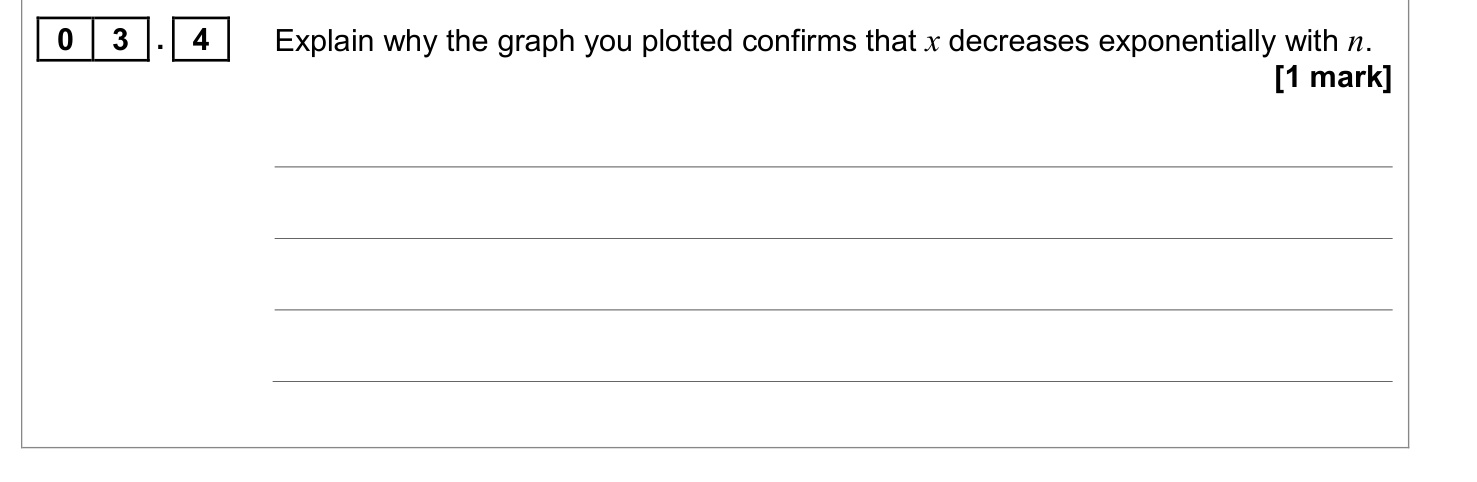 0 3 . 4 Explain why the graph you plotted confirms that x decreases exponentially with n.
[1 mark]